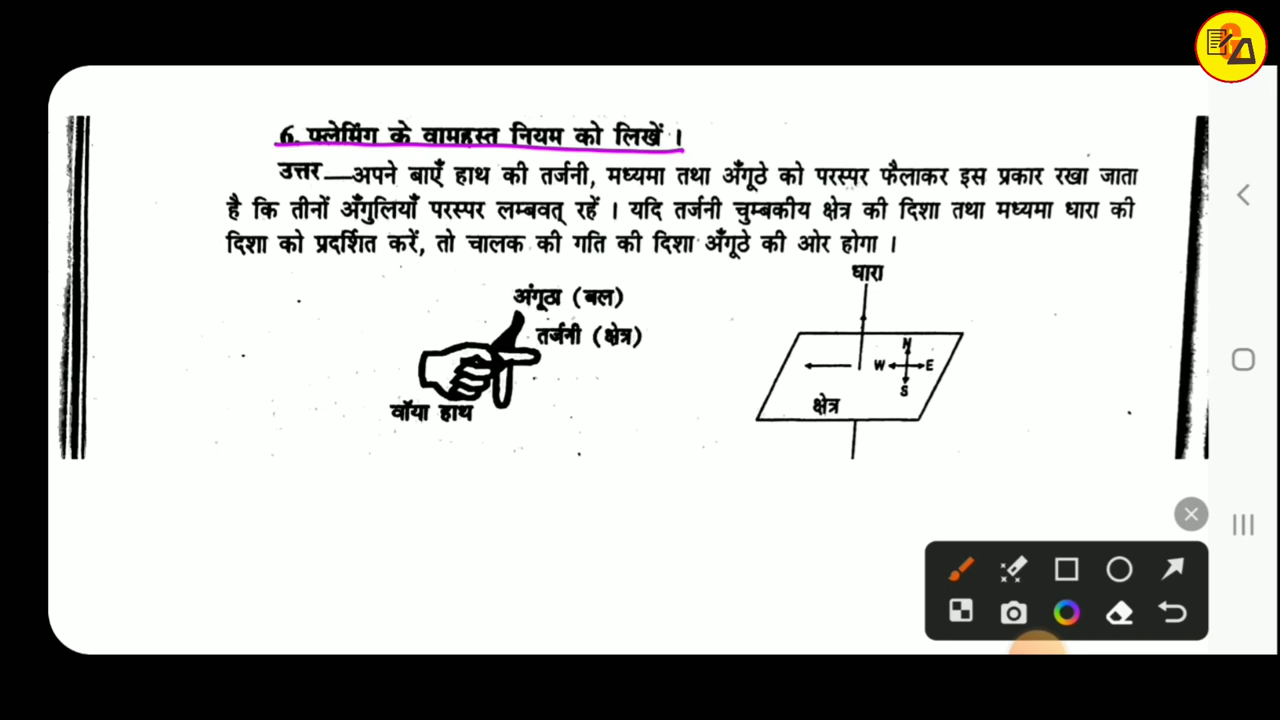 6. फ्लेमिंग के वामहस्त नियम को लिखें ।
उत्तर—अपने बाएँ हाथ की तर्जनी, मध्यमा तथा अँगूठे को परस्पर फैलाकर इस प्रकार रखा जाता
है कि तीनों अँगुलियाँ परस्पर लम्बवत् रहें । यदि तर्जनी चुम्बकीय क्षेत्र की दिशा तथा मध्यमा धारा की
दिशा को प्रदर्शित करें, तो चालक की गति की दिशा अँगूठे की ओर होगा ।
अंगूठा (बल)
तर्जनी (क्षेत्र)
वॉया हाथ
धारा
N
W E
S
क्षेत्र